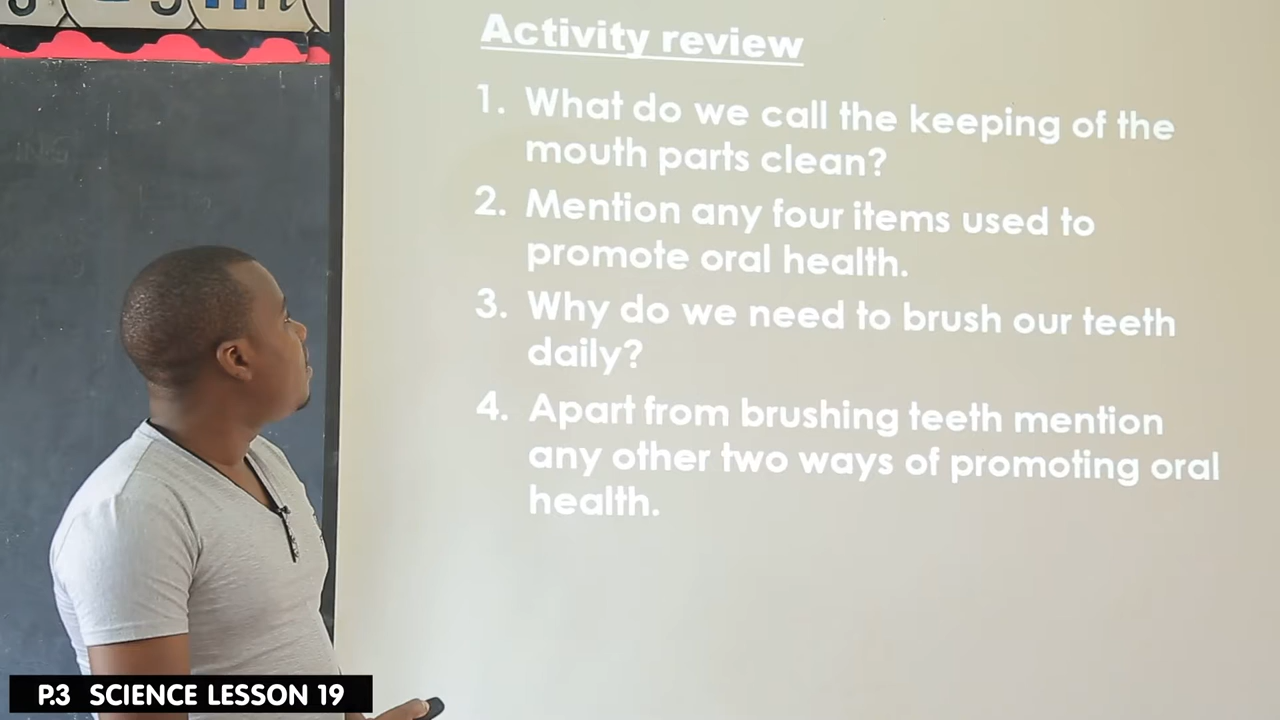 Activity review
1. What do we call the keeping of the
mouth parts clean?
2. Mention any four items used to
promote oral health.
3. Why do we need to brush our teeth
daily?
4. Apart from brushing teeth mention
any other two ways of promoting oral
health.
P.3 SCIENCE LESSON 19